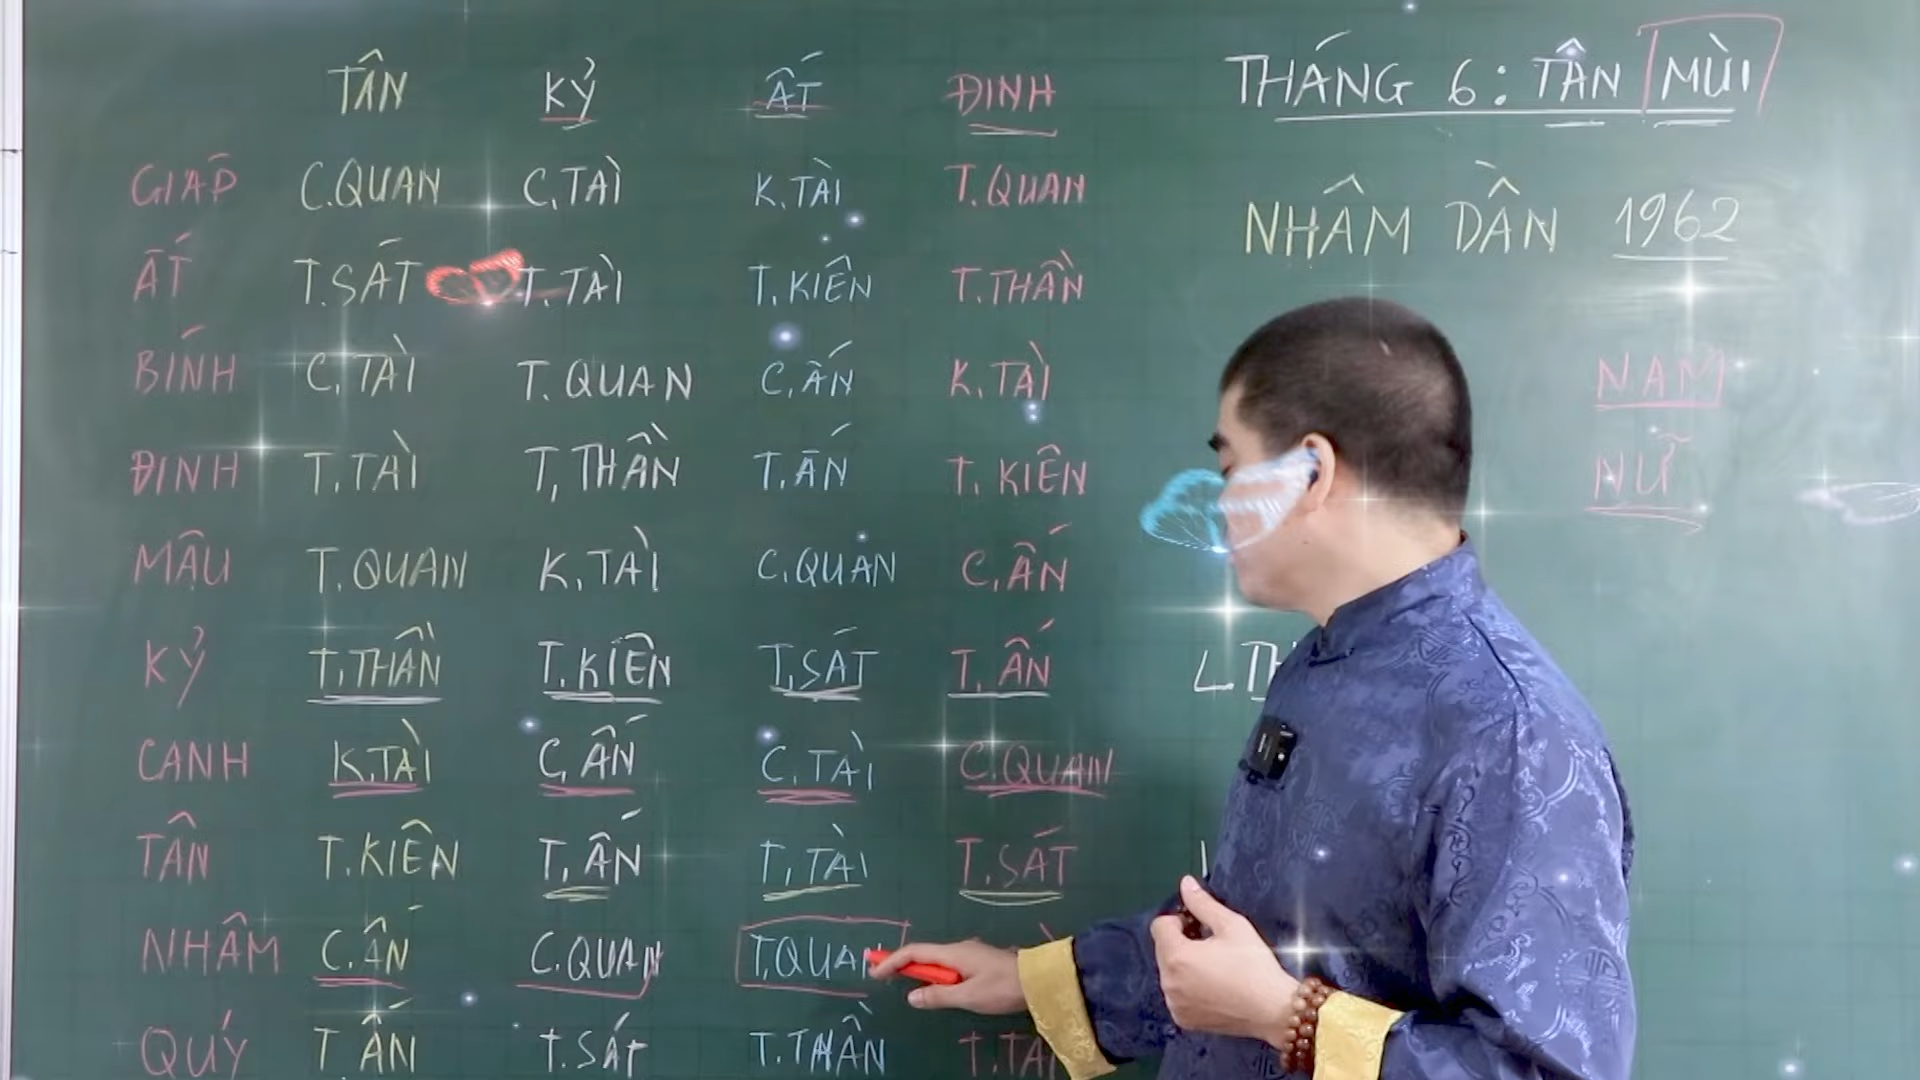 TÂN KỶ ẤT ĐINH
GIÁP C.QUAN C.TÀI K.TÀI T.QUAN
ẤT T.SÁT T.TÀI T.KIÊN T.THẦN
BÍNH C.TÀI T.QUAN C.ẤN K.TÀI
ĐINH T.TÀI T,THẦN T.ẤN T.KIÊN
MẬU T.QUAN K.TÀI C.QUAN C.ẤN
KỶ T.THẦN T.KIÊN T.SÁT T.ẤN
CANH K.TÀI C.ẤN C.TÀI C.QUAN
TÂN T.KIÊN T.ẤN T.TÀI T.SÁT
NHÂM C.ẤN C.QUAN T.QUAN
QUÝ T ẤN T.SÁT T.THẦN
THÁNG 6: TÂN MÙI
NHÂM DẦN 1962
NAM
NỮ